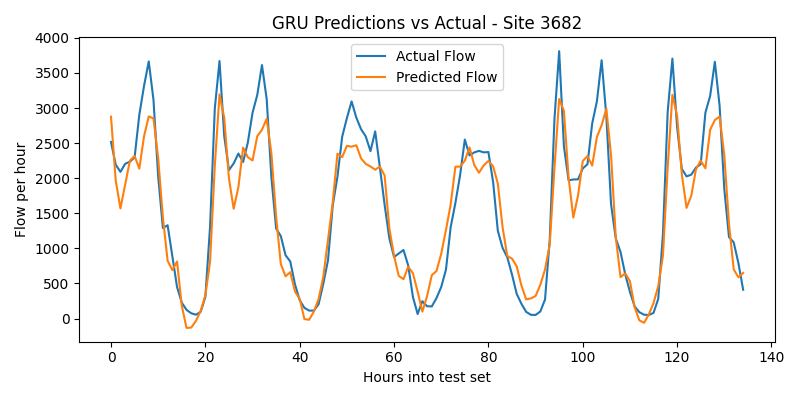 GRU Predictions vs Actual - Site 3682
Actual Flow
Predicted Flow
Flow per hour
4000
3500
3000
2500
2000
1500
1000
500
0
0 20 40 60 80 100 120 140
Hours into test set